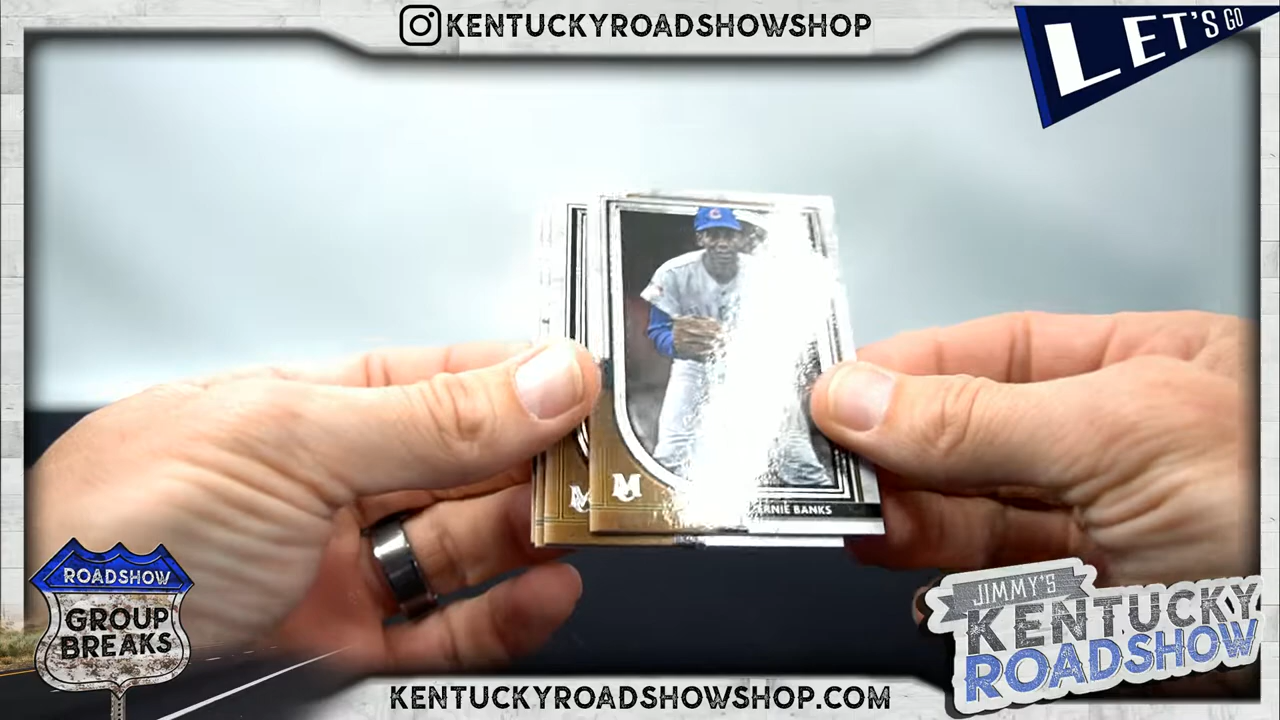 KENTUCKYROADSHOWSHOP
LET'S GO
C
M
M
ERNIE BANKS
ROADSHOW
GROUP
BREAKS
JIMMY'S
KENTUCKY
ROADSHOW
KENTUCKYROADSHOWSHOP.COM